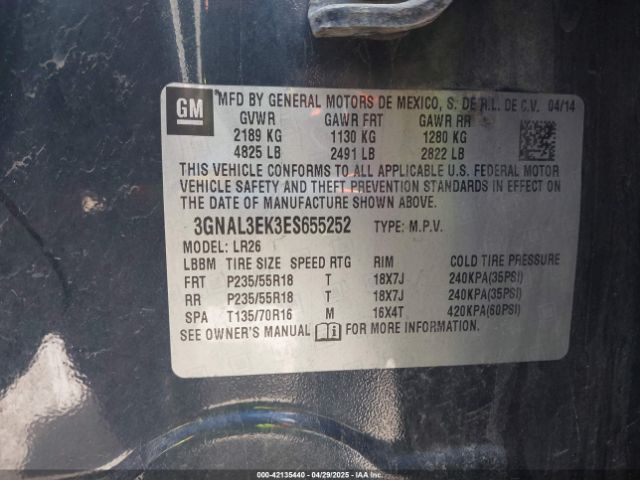 GM
MFD BY GENERAL MOTORS DE MEXICO, S. DE R.L. DE C.V. 04/14
GVWR GAWR FRT GAWR RR
2189 KG 1130 KG 1280 KG
4825 LB 2491 LB 2822 LB
THIS VEHICLE CONFORMS TO ALL APPLICABLE U.S. FEDERAL MOTOR
VEHICLE SAFETY AND THEFT PREVENTION STANDARDS IN EFFECT ON
THE DATE OF MANUFACTURE SHOWN ABOVE.
3GNAL3EK3ES655252 TYPE: M.P.V.
MODEL: LR26
LBBM TIRE SIZE SPEED RTG RIM COLD TIRE PRESSURE
FRT P235/55R18 T 18X7J 240KPA(35PSI)
RR P235/55R18 T 18X7J 240KPA(35PSI)
SPA T135/70R16 M 16X4T 420KPA(60PSI)
SEE OWNER'S MANUAL i FOR MORE INFORMATION.
000-42135440 - 04/29/2025 - IAAI.com